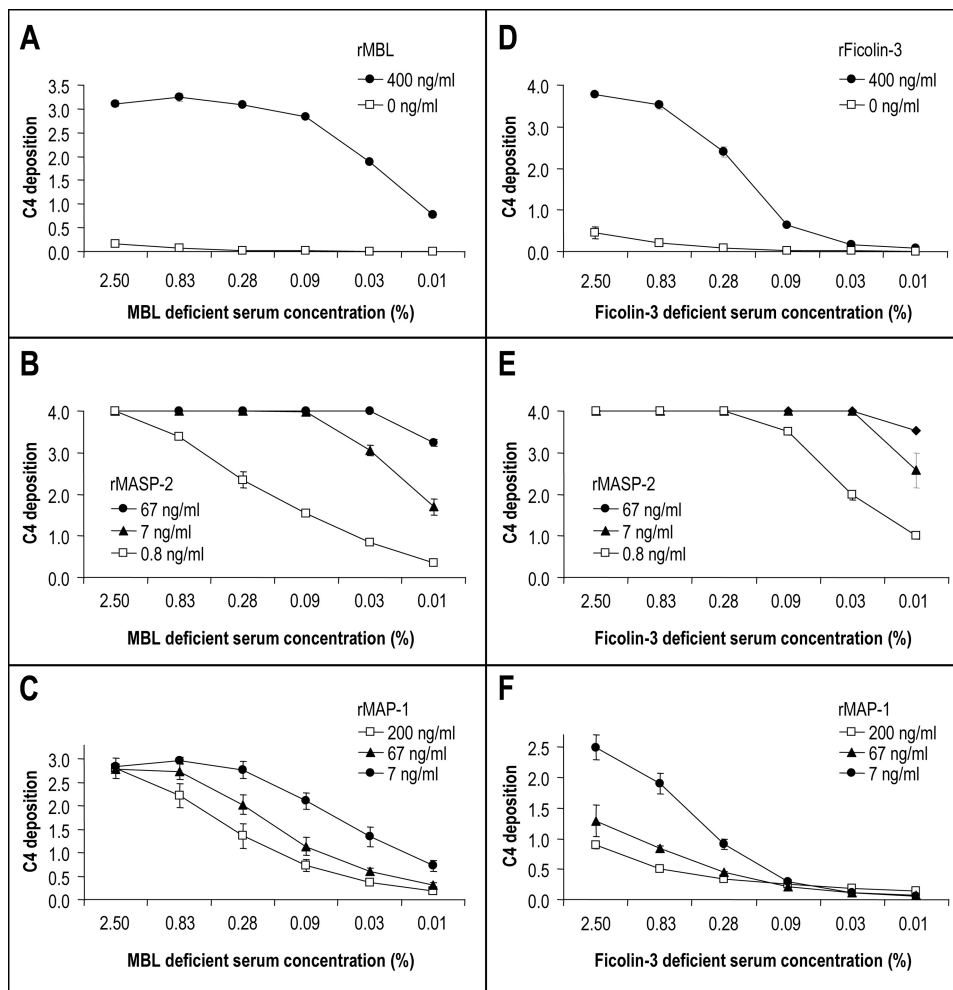 A
rMBL
400 ng/ml
0 ng/ml
C4 deposition
3.5
3.0
2.5
2.0
1.5
1.0
0.5
0.0
2.50 0.83 0.28 0.09 0.03 0.01
MBL deficient serum concentration (%)
D
rFicolin-3
400 ng/ml
0 ng/ml
C4 deposition
4.0
3.0
2.0
1.0
0.0
2.50 0.83 0.28 0.09 0.03 0.01
Ficolin-3 deficient serum concentration (%)
B
C4 deposition
4.0
3.0
2.0
1.0
0.0
rMASP-2
67 ng/ml
7 ng/ml
0.8 ng/ml
2.50 0.83 0.28 0.09 0.03 0.01
MBL deficient serum concentration (%)
E
C4 deposition
4.0
3.0
2.0
1.0
0.0
rMASP-2
67 ng/ml
7 ng/ml
0.8 ng/ml
2.50 0.83 0.28 0.09 0.03 0.01
Ficolin-3 deficient serum concentration (%)
C
rMAP-1
200 ng/ml
67 ng/ml
7 ng/ml
C4 deposition
3.0
2.5
2.0
1.5
1.0
0.5
0.0
2.50 0.83 0.28 0.09 0.03 0.01
MBL deficient serum concentration (%)
F
rMAP-1
200 ng/ml
67 ng/ml
7 ng/ml
C4 deposition
2.5
2.0
1.5
1.0
0.5
0.0
2.50 0.83 0.28 0.09 0.03 0.01
Ficolin-3 deficient serum concentration (%)